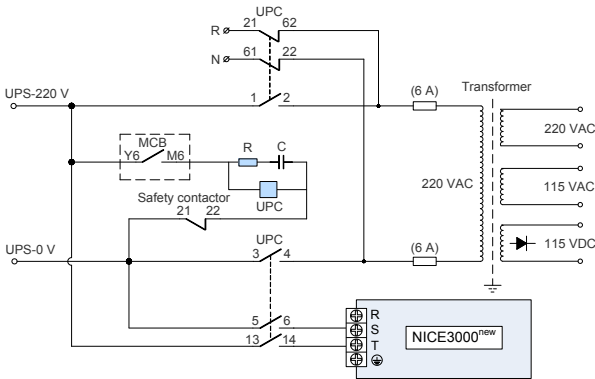 UPC
R 21 62
N 61 22
UPS-220 V
1 2
(6 A)
Transformer
MCB
Y6 M6
R C
UPC
220 VAC
220 VAC
115 VAC
115 VDC
Safety contactor
21 22
UPS-0 V
UPC
3 4
(6 A)
5 6
13 14
R
S
T
NICE3000new